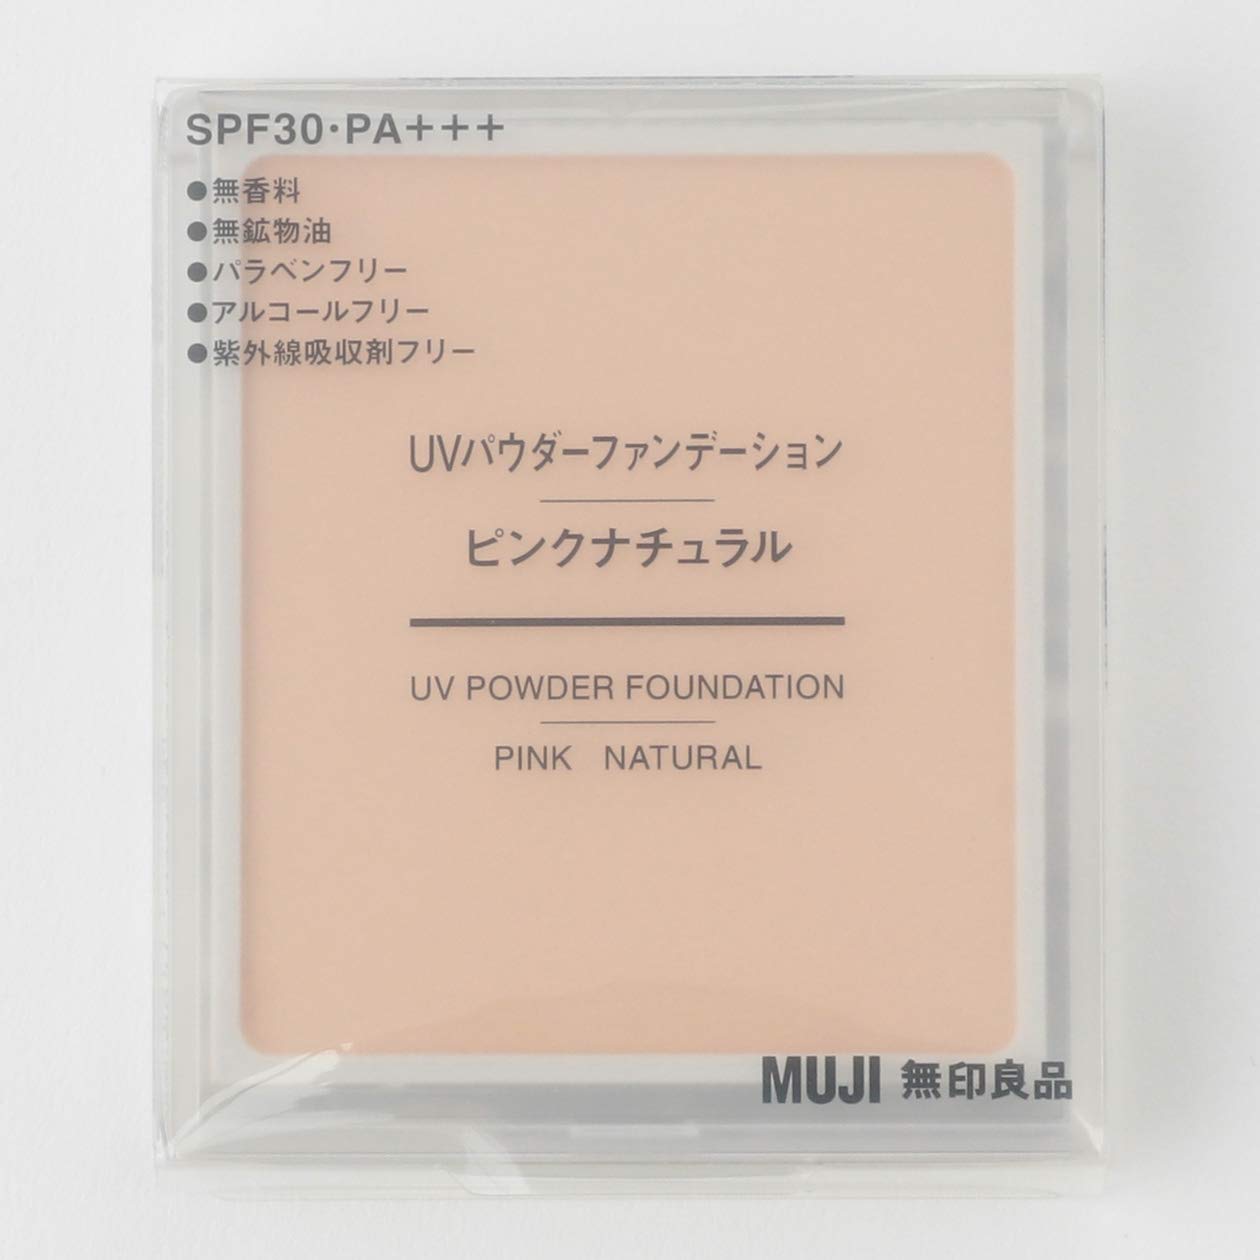 SPF30・PA+++
●無香料
●無鉱物油
●パラベンフリー
●アルコールフリー
●紫外線吸収剤フリー
UVパウダーファンデーション
ピンクナチュラル
UV POWDER FOUNDATION
PINK NATURAL
MUJI 無印良品